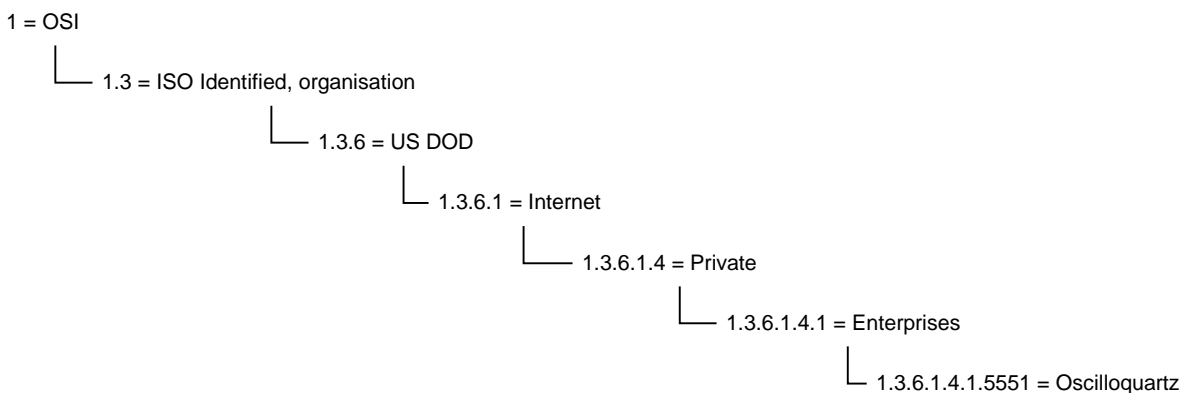 1 = OSI
1.3 = ISO Identified, organisation
1.3.6 = US DOD
1.3.6.1 = Internet
1.3.6.1.4 = Private
1.3.6.1.4.1 = Enterprises
1.3.6.1.4.1.5551 = Oscilloquartz